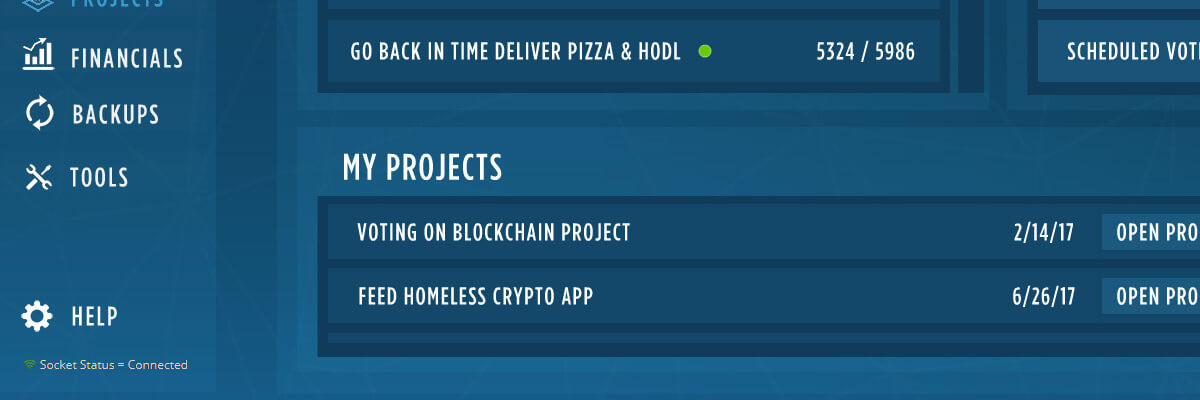 PROJECTS
FINANCIALS
BACKUPS
TOOLS
HELP
Socket Status = Connected
GO BACK IN TIME DELIVER PIZZA & HODL 5324 / 5986
SCHEDULED VOT
MY PROJECTS
VOTING ON BLOCKCHAIN PROJECT 2/14/17 OPEN PRO
FEED HOMELESS CRYPTO APP 6/26/17 OPEN PRO